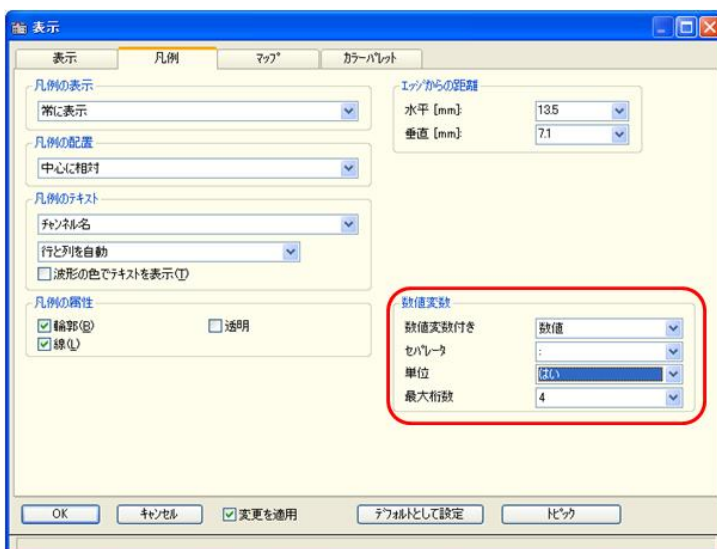 表示
表示 凡例 マップ カラーパレット
凡例の表示
常に表示
凡例の配置
中心に相対
凡例のテキスト
チャンネル名
行と列を自動
波形の色でテキストを表示(T)
凡例の属性
輪郭(B) 透明
線(L)
エッジからの距離
水平 [mm]: 13.5
垂直 [mm]: 7.1
数値変数
数値変数付き 数値
セパレータ :
単位 はい
最大桁数 4
OK キャンセル 変更を適用 デフォルトとして設定 トピック